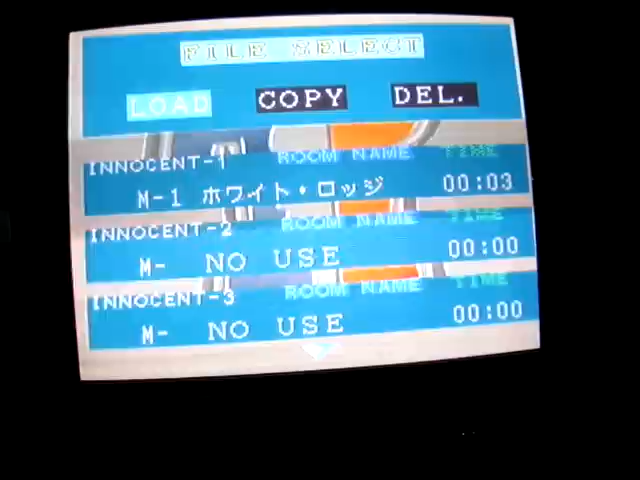 FILE SELECT
LOAD COPY DEL.
INNOCENT-1 ROOM NAME TIME
M-1 ホワイト・ロッジ 00:03
INNOCENT-2 ROOM NAME TIME
M- NO USE 00:00
INNOCENT-3 ROOM NAME TIME
M- NO USE 00:00